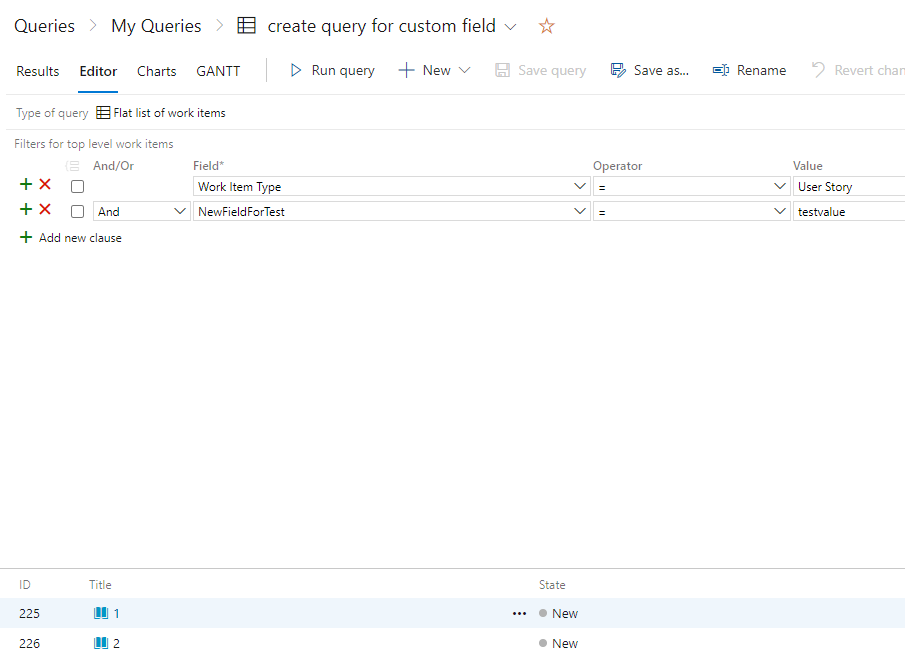 Queries > My Queries > create query for custom field
Results Editor Charts GANTT Run query New Save query Save as... Rename Revert chan
Type of query Flat list of work items
Filters for top level work items
And/Or Field* Operator Value
Work Item Type = User Story
And NewFieldForTest = testvalue
Add new clause
ID Title State
225 1 ... New
226 2 New